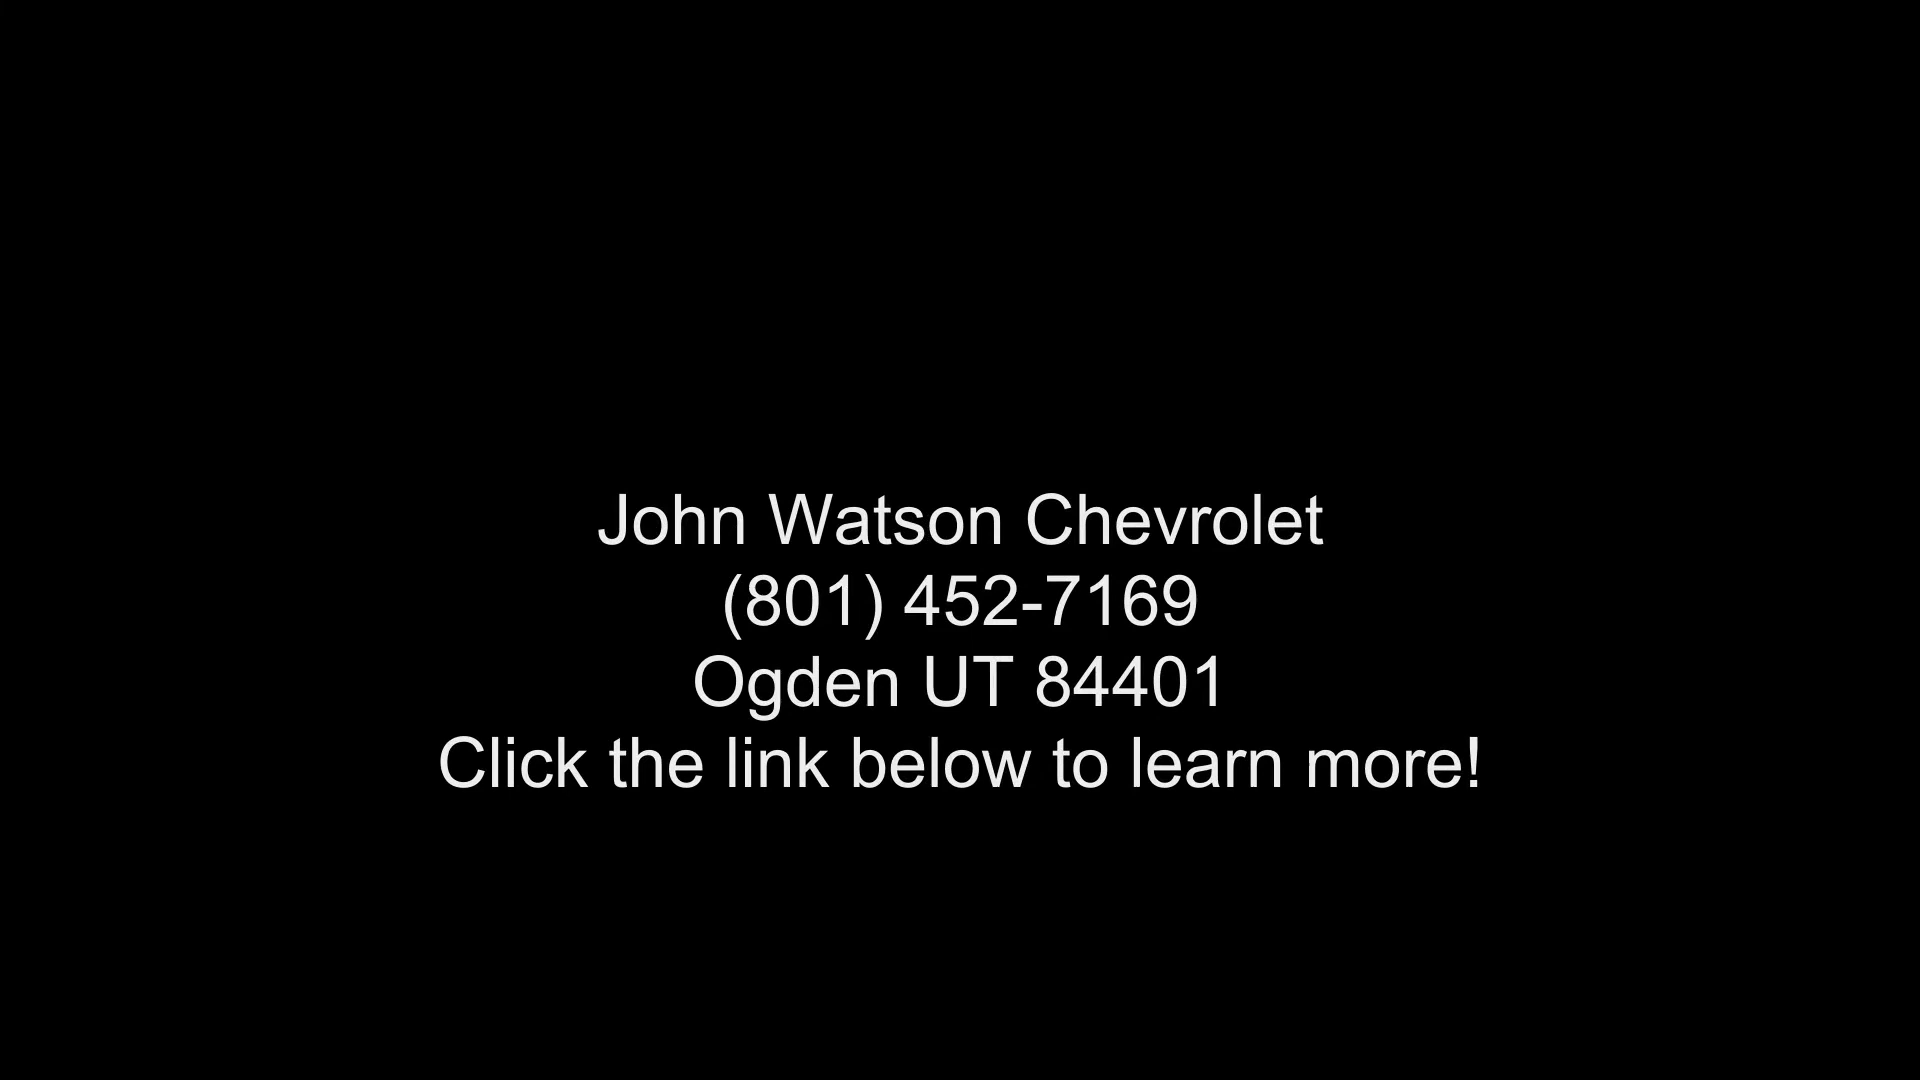 John Watson Chevrolet
(801) 452-7169
Ogden UT 84401
Click the link below to learn more!